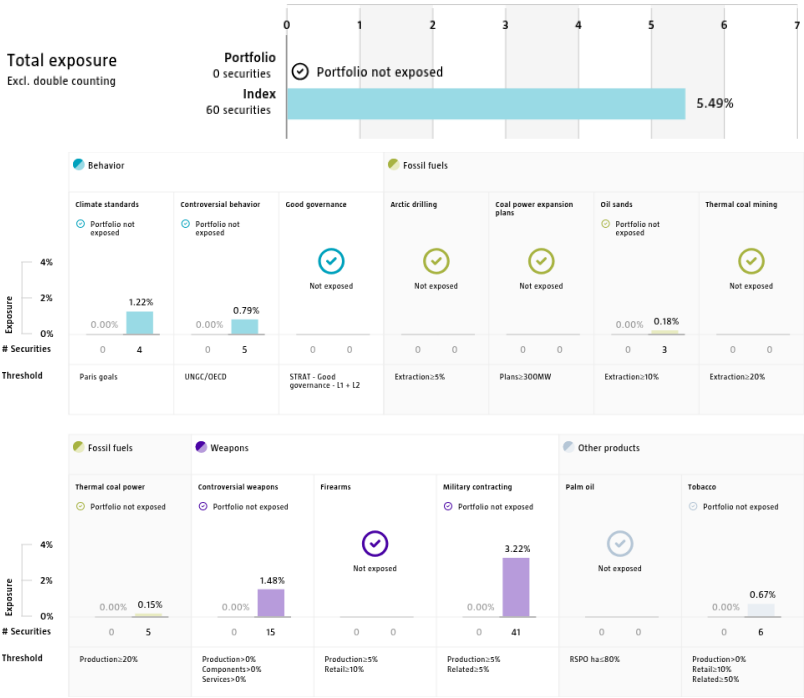 0 1 2 3 4 5 6 7
Total exposure
Excl. double counting
Portfolio
0 securities
Portfolio not exposed
Index
60 securities
5.49%
Behavior
Fossil fuels
Climate standards
Controversial behavior
Good governance
Arctic drilling
Coal power expansion
plans
Oil sands
Thermal coal mining
Portfolio not
exposed
Portfolio not
exposed
Not exposed
Not exposed
Not exposed
Portfolio not
exposed
Not exposed
Exposure
4%
2%
0%
0.00% 1.22%
0.00% 0.79%
0.00% 0.18%
# Securities 0 4 0 5 0 0 0 0 0 0 0 3 0 0
Threshold
Paris goals
UNGC/OECD
STRAT - Good
governance - L1 + L2
Extraction≥5%
Plans≥300MW
Extraction≥10%
Extraction≥20%
Fossil fuels
Weapons
Other products
Thermal coal power
Controversial weapons
Firearms
Military contracting
Palm oil
Tobacco
Portfolio not exposed
Portfolio not exposed
Not exposed
Portfolio not exposed
Not exposed
Portfolio not exposed
Exposure
4%
2%
0%
0.00% 0.15%
0.00% 1.48%
0.00% 3.22%
0.00% 0.67%
# Securities 0 5 0 15 0 0 0 41 0 0 0 6
Threshold
Production≥20%
Production>0%
Components>0%
Services>0%
Production≥5%
Retail≥10%
Production≥5%
Related≥5%
RSPO ha≤80%
Production>0%
Retail≥10%
Related≥50%